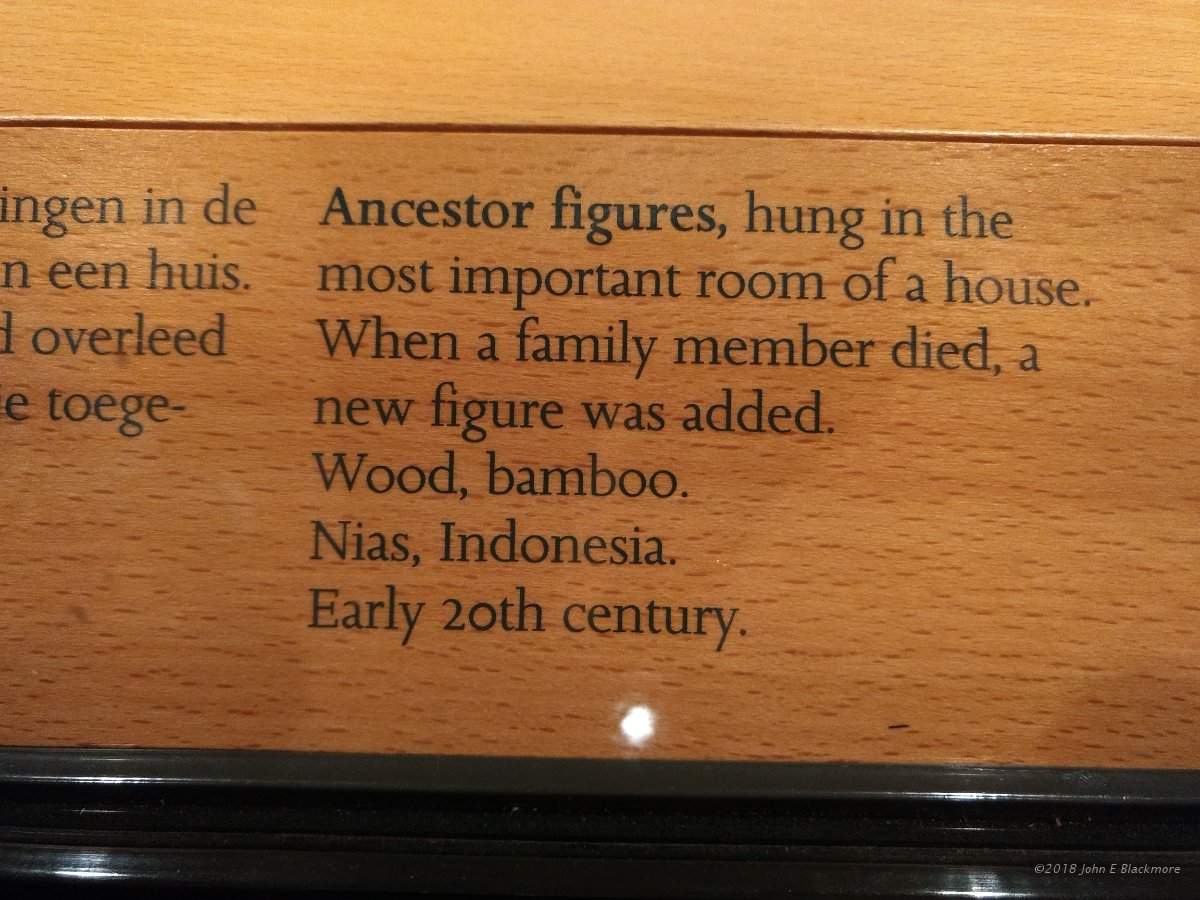 ingen in de
n een huis.
overleed
e toege-
Ancestor figures, hung in the
most important room of a house.
When a family member died, a
new figure was added.
Wood, bamboo.
Nias, Indonesia.
Early 20th century.
©2018 John E Blackmore